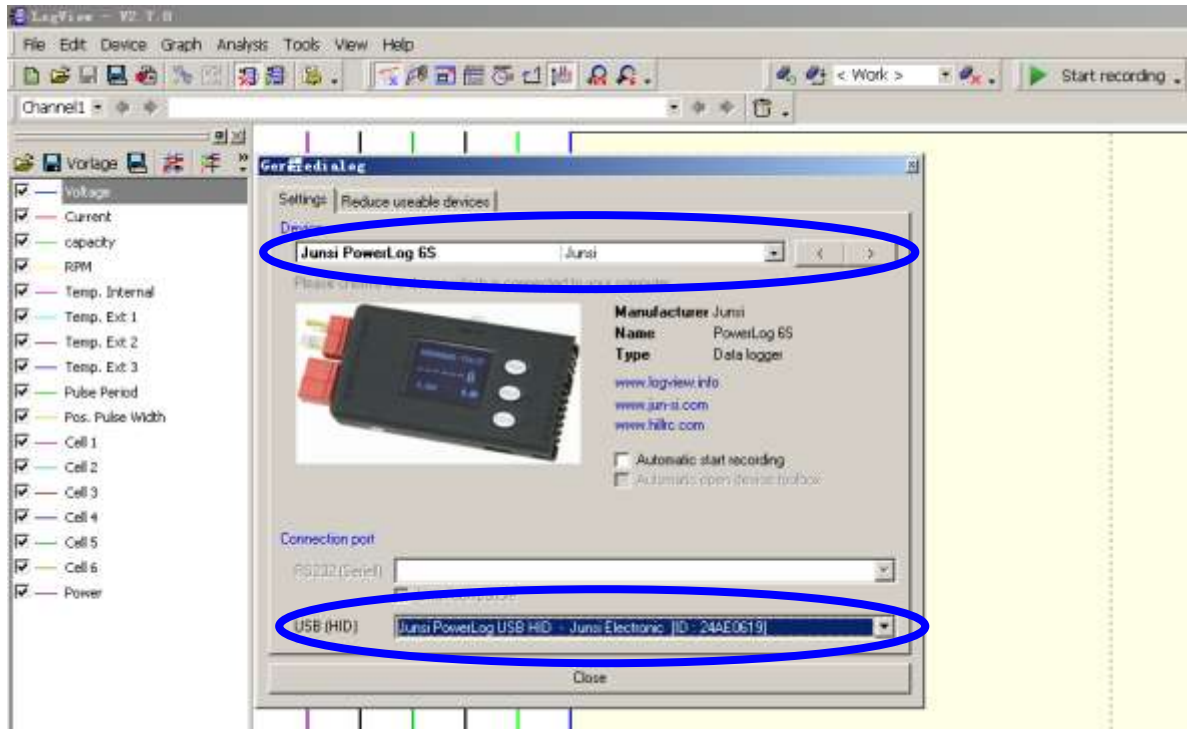 LogView - V2.7.0
File Edit Device Graph Analysis Tools View Help
< Work > Start recording
Channel1
Vorlage
Voltage
Current
capacity
RPM
Temp. Internal
Temp. Ext 1
Temp. Ext 2
Temp. Ext 3
Pulse Period
Pos. Pulse Width
Cell 1
Cell 2
Cell 3
Cell 4
Cell 5
Cell 6
Power
Settings Reduce useable devices
Junsi PowerLog 6S Junsi < >
Manufacturer Junsi
Name PowerLog 6S
Type Data logger
www.logview.info
www.jun-si.com
www.hillrc.com
Automatic start recording
Automatic open device toolbox
Connection port
RS232 (Seriell)
USB (HID) Junsi PowerLog USB HID - Junsi Electronic [ID : 24AE0619]
Close